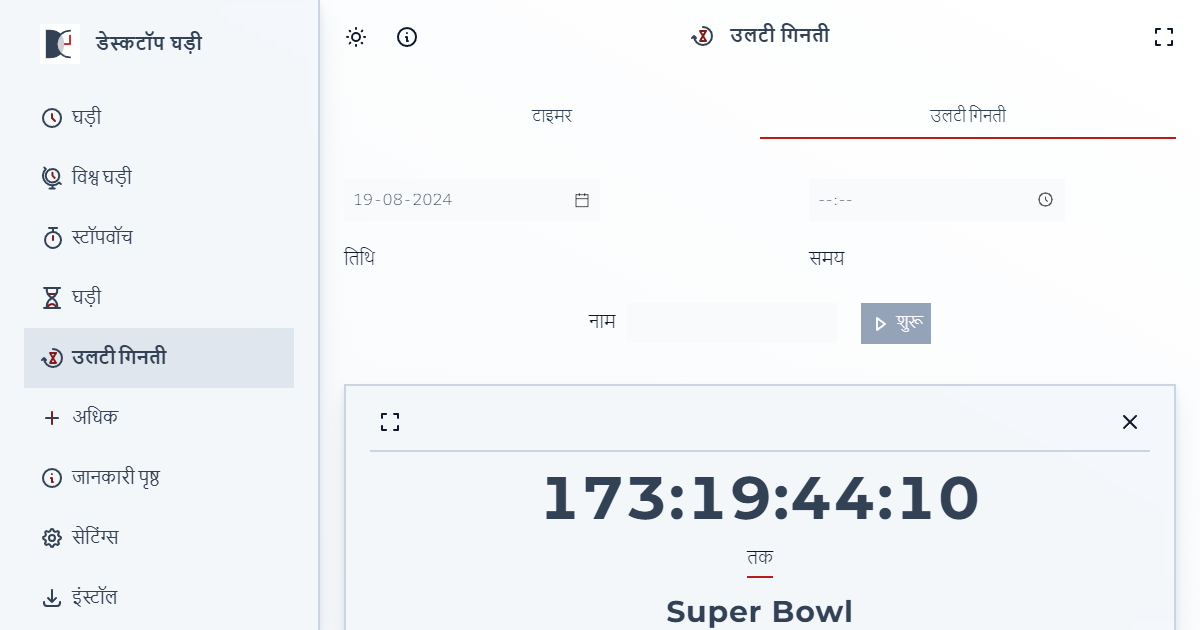 डेस्कटॉप घड़ी
घड़ी
विश्व घड़ी
स्टॉपवॉच
घड़ी
उलटी गिनती
अधिक
जानकारी पृष्ठ
सेटिंग्स
इंस्टॉल
उलटी गिनती
टाइमर
उलटी गिनती
19-08-2024
--:--
तिथि
समय
नाम
शुरू
173:19:44:10
तक
Super Bowl